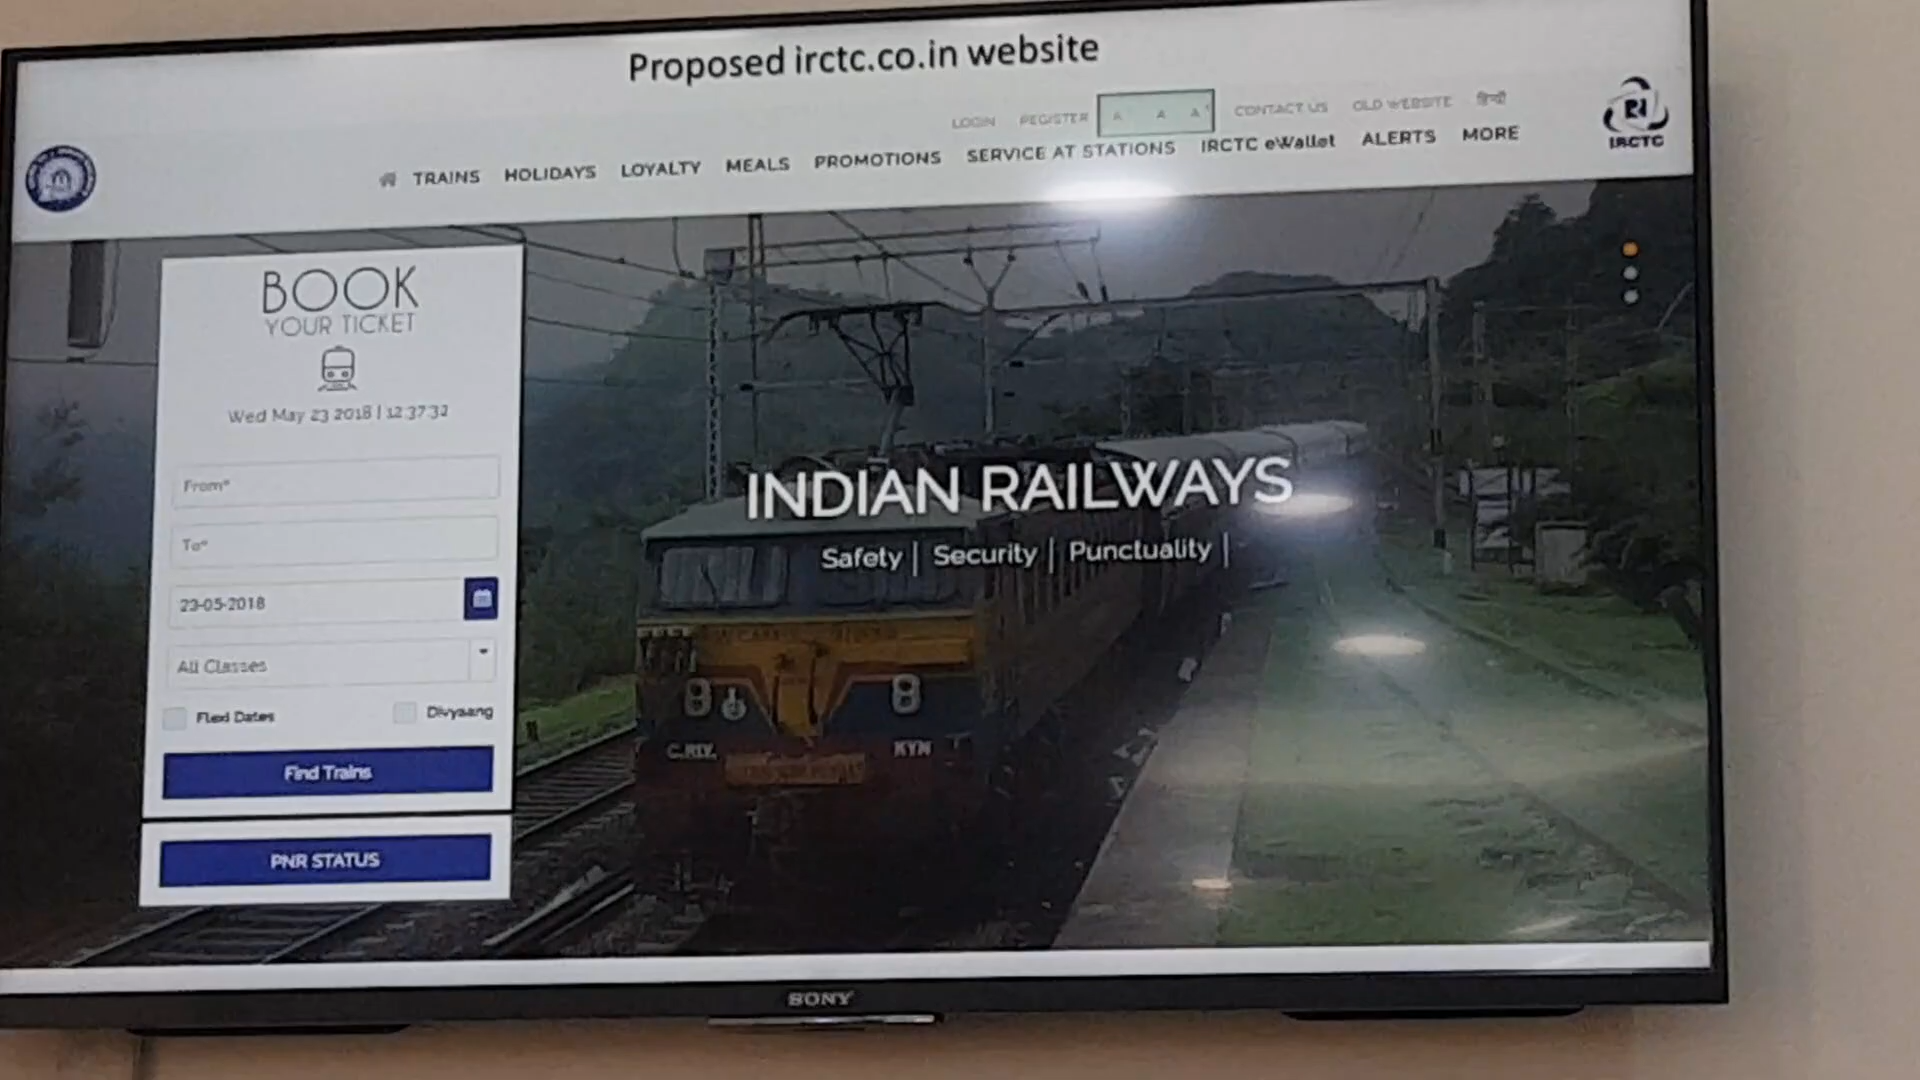 Proposed irctc.co.in website
LOGIN REGISTER A A A+ CONTACT US OLD WEBSITE हिन्दी
TRAINS HOLIDAYS LOYALTY MEALS PROMOTIONS SERVICE AT STATIONS IRCTC eWallet ALERTS MORE
IRCTC
BOOK
YOUR TICKET
Wed May 23 2018 | 12:37:32
From*
To*
23-05-2018
All Classes
Flexi Dates Divyaang
Find Trains
PNR STATUS
INDIAN RAILWAYS
Safety | Security | Punctuality |
C.RLY. KYN
SONY